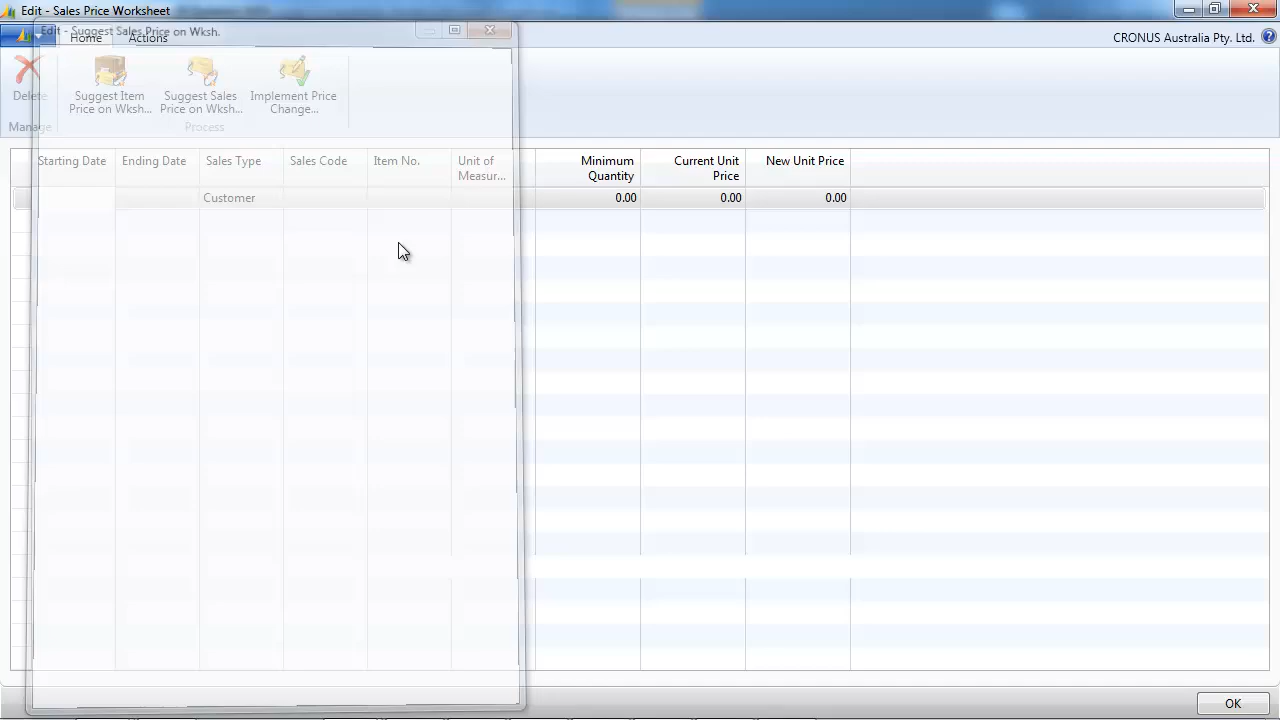 Edit - Sales Price Worksheet
Edit - Suggest Sales Price on Wksh.
Home
Actions
CRONUS Australia Pty. Ltd.
Delete
Suggest Item
Price on Wksh...
Suggest Sales
Price on Wksh...
Implement Price
Change...
Manage
Process
Starting Date
Ending Date
Sales Type
Sales Code
Item No.
Unit of
Measur...
Minimum
Quantity
Current Unit
Price
New Unit Price
Customer
0.00
0.00
0.00
OK